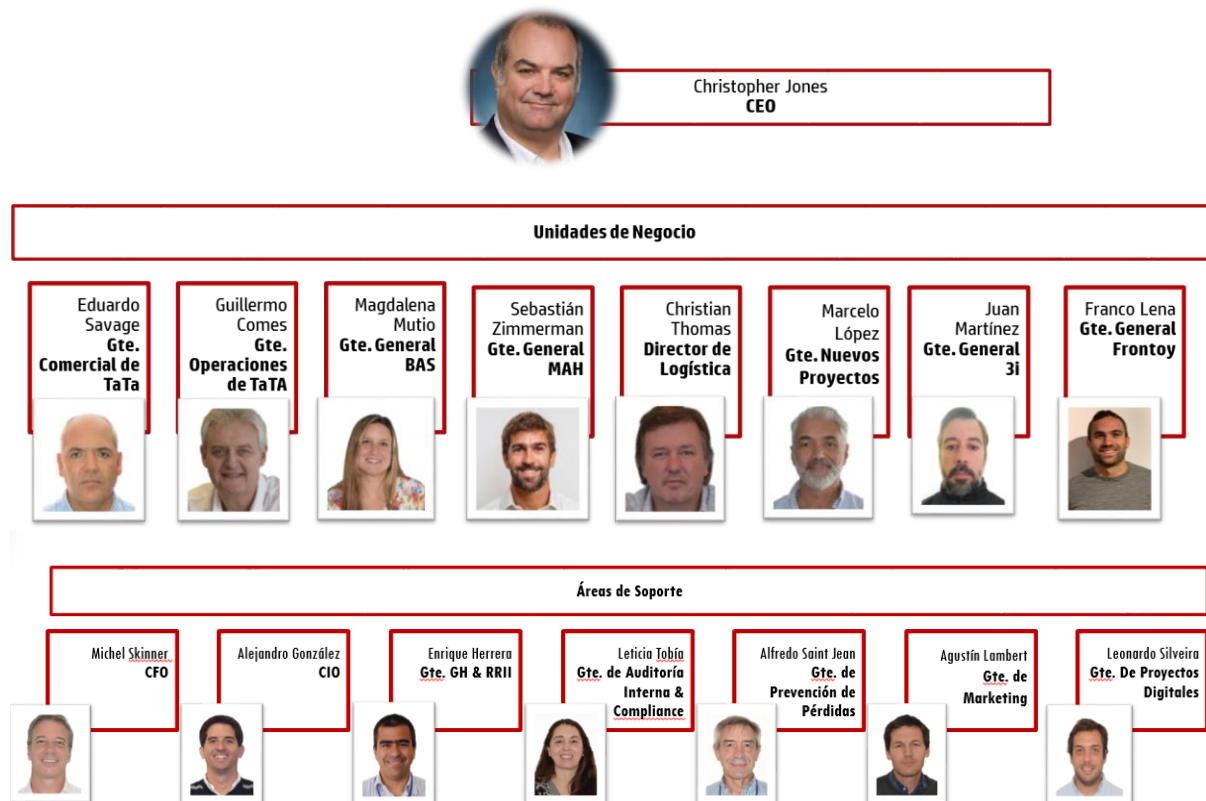 Christopher Jones
CEO
Unidades de Negocio
Eduardo
Savage
Gte.
Comercial de
TaTa
Guillermo
Comes
Gte.
Operaciones
de TaTA
Magdalena
Mutio
Gte. General
BAS
Sebastián
Zimmerman
Gte. General
MAH
Christian
Thomas
Director de
Logística
Marcelo
López
Gte. Nuevos
Proyectos
Juan
Martínez
Gte. General
3i
Franco Lena
Gte. General
Frontoy
Áreas de Soporte
Michel Skinner
CFO
Alejandro González
CIO
Enrique Herrera
Gte. GH & RRII
Leticia Tobía
Gte. de Auditoría
Interna &
Compliance
Alfredo Saint Jean
Gte. de
Prevención de
Pérdidas
Agustín Lambert
Gte. de
Marketing
Leonardo Silveira
Gte. De Proyectos
Digitales